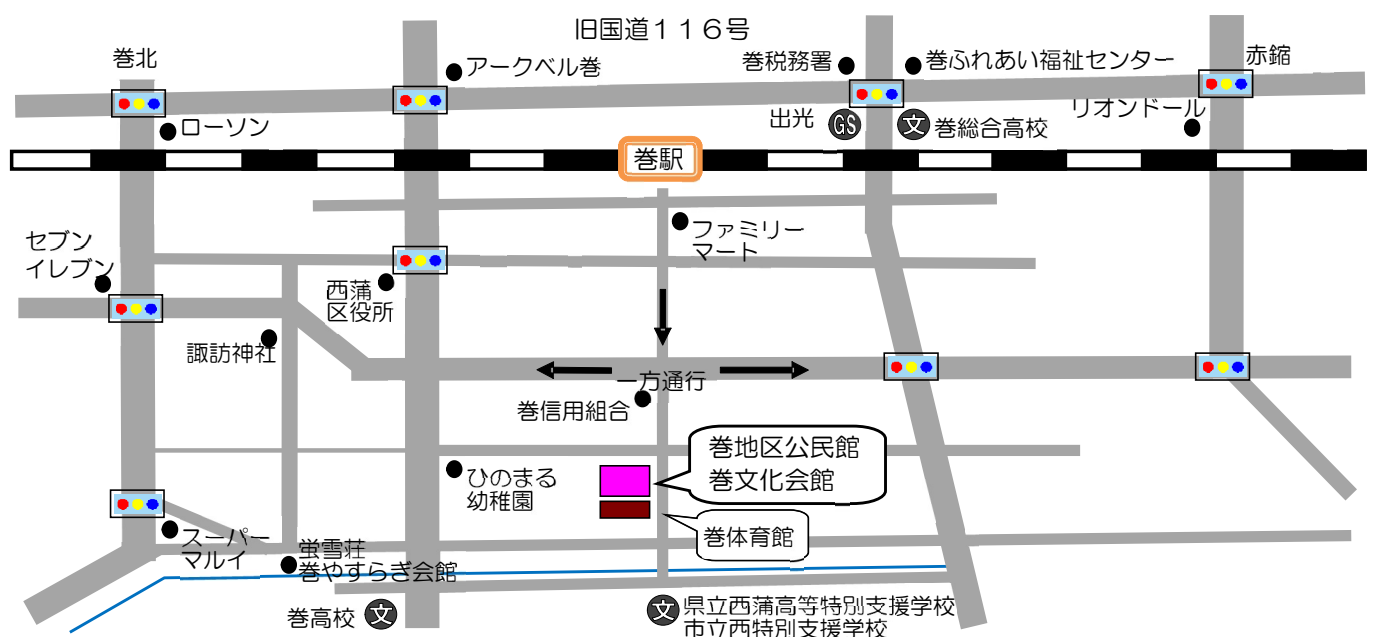 旧国道１１６号
巻北
アークベル巻
巻税務署
巻ふれあい福祉センター
赤鏥
ローソン
出光
GS
文
巻総合高校
リオンドール
巻駅
ファミリー
マート
セブン
イレブン
西蒲
区役所
諏訪神社
一方通行
巻信用組合
巻地区公民館
巻文化会館
ひのまる
幼稚園
巻体育館
スーパー
マルイ
蛍雪荘
巻やすらぎ会館
巻高校
文
文
県立西蒲高等特別支援学校
市立西特別支援学校